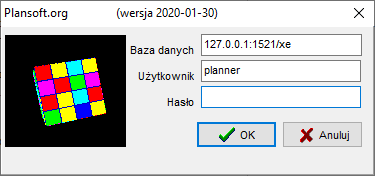 Plansoft.org (wersja 2020-01-30)
Baza danych 127.0.0.1:1521/xe
Użytkownik planner
Hasło
OK Anuluj